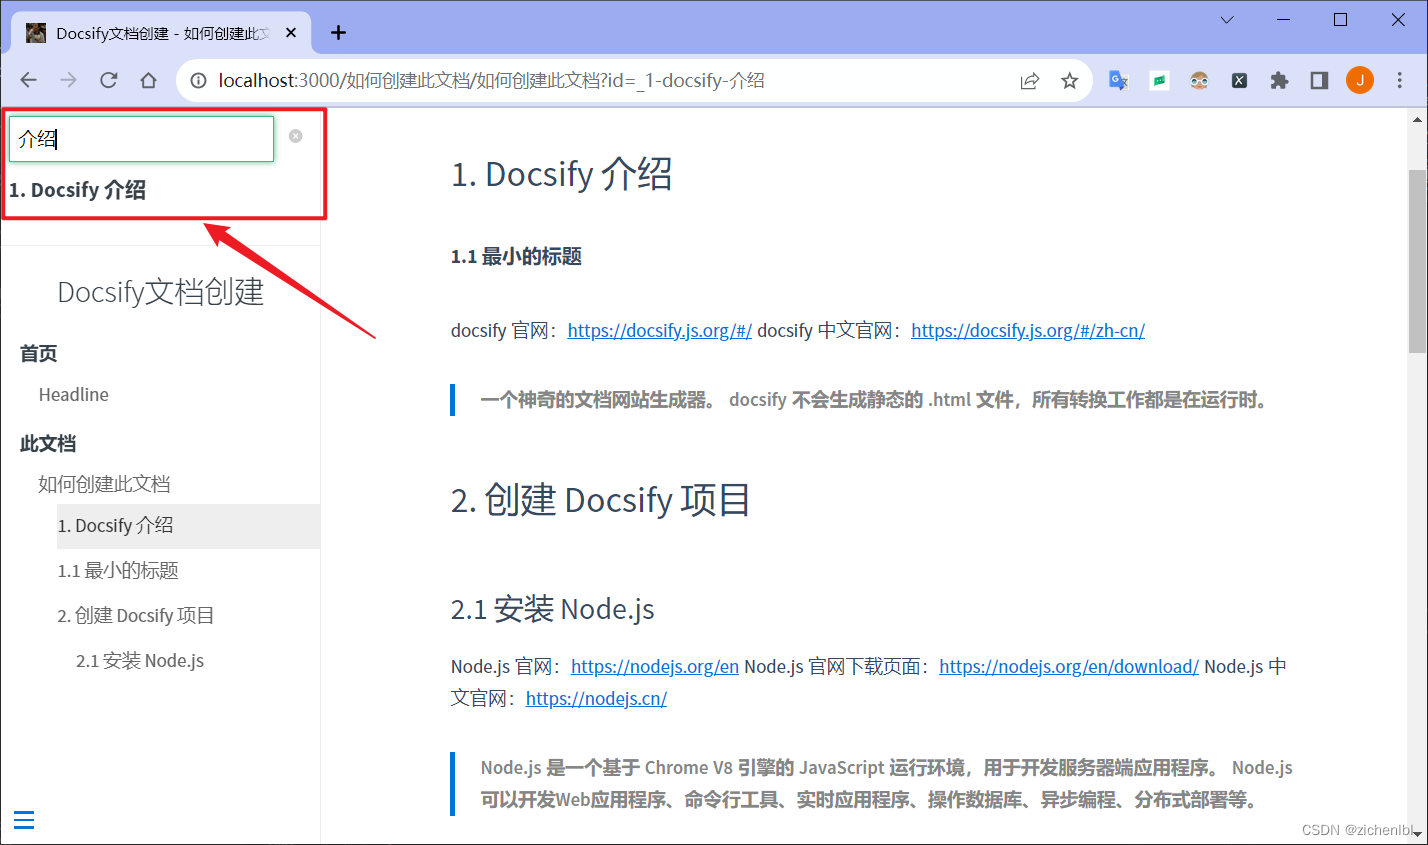 Docsify文档创建 - 如何创建此文
localhost:3000/如何创建此文档/如何创建此文档?id=_1-docsify-介绍
J
介绍
1. Docsify 介绍
Docsify文档创建
首页
Headline
此文档
如何创建此文档
1. Docsify 介绍
1.1 最小的标题
2. 创建 Docsify 项目
2.1 安装 Node.js
1. Docsify 介绍
1.1 最小的标题
docsify 官网：https://docsify.js.org/#/ docsify 中文官网：https://docsify.js.org/#/zh-cn/
一个神奇的文档网站生成器。 docsify 不会生成静态的 .html 文件，所有转换工作都是在运行时。
2. 创建 Docsify 项目
2.1 安装 Node.js
Node.js 官网：https://nodejs.org/en Node.js 官网下载页面：https://nodejs.org/en/download/ Node.js 中
文官网：https://nodejs.cn/
Node.js 是一个基于 Chrome V8 引擎的 JavaScript 运行环境，用于开发服务器端应用程序。 Node.js
可以开发Web应用程序、命令行工具、实时应用程序、操作数据库、异步编程、分布式部署等。
CSDN @zichenlbl